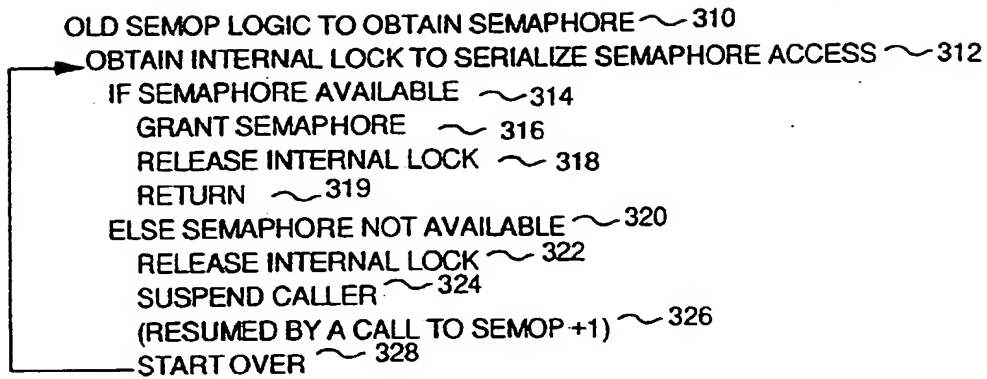 OLD SEMOP LOGIC TO OBTAIN SEMAPHORE 310
OBTAIN INTERNAL LOCK TO SERIALIZE SEMAPHORE ACCESS 312
IF SEMAPHORE AVAILABLE 314
GRANT SEMAPHORE 316
RELEASE INTERNAL LOCK 318
RETURN 319
ELSE SEMAPHORE NOT AVAILABLE 320
RELEASE INTERNAL LOCK 322
SUSPEND CALLER 324
(RESUMED BY A CALL TO SEMOP +1) 326
START OVER 328